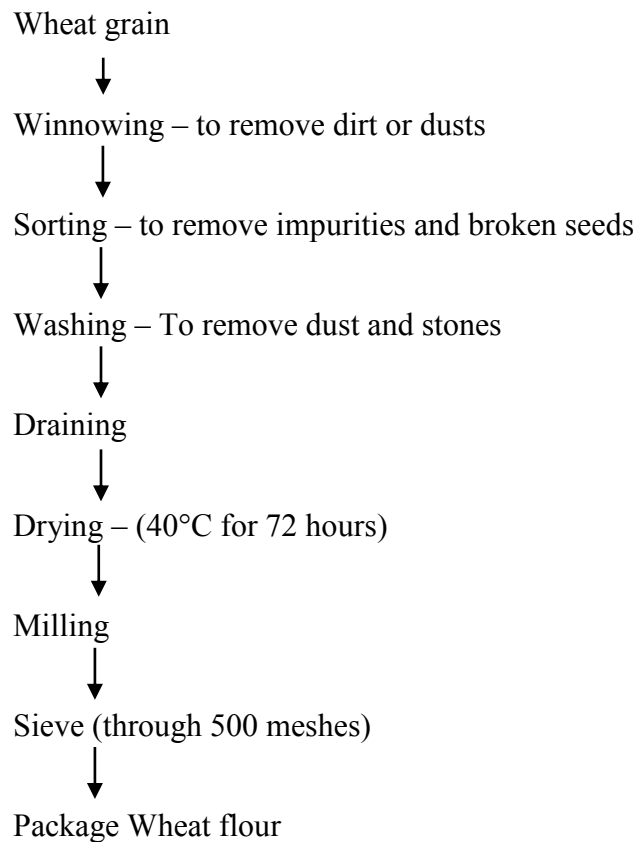 Wheat grain
Winnowing – to remove dirt or dusts
Sorting – to remove impurities and broken seeds
Washing – To remove dust and stones
Draining
Drying – (40°C for 72 hours)
Milling
Sieve (through 500 meshes)
Package Wheat flour